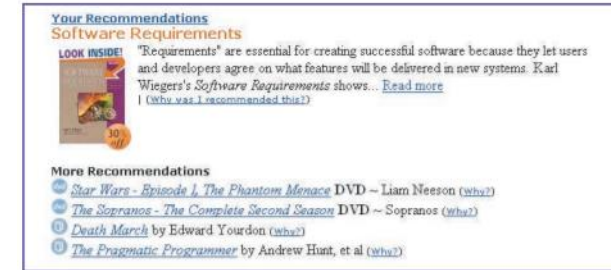 Your Recommendations
Software Requirements
LOOK INSIDE!
"Requirements" are essential for creating successful software because they let users
and developers agree on what features will be delivered in new systems. Karl
Wiegers's Software Requirements shows... Read more
| (Why was I recommended this?)
30%
off
More Recommendations
Star Wars - Episode I, The Phantom Menace DVD ~ Liam Neeson (Why?)
The Sopranos - The Complete Second Season DVD ~ Sopranos (Why?)
Death March by Edward Yourdon (Why?)
The Pragmatic Programmer by Andrew Hunt, et al (Why?)